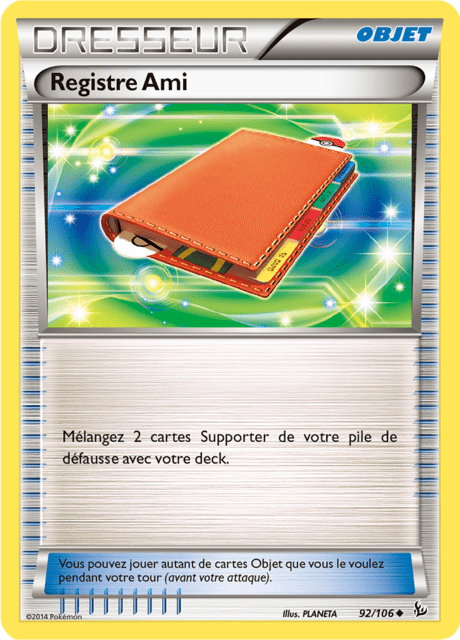 DRESSEUR
OBJET
Registre Ami
Mélangez 2 cartes Supporter de votre pile de
défausse avec votre deck.
Vous pouvez jouer autant de cartes Objet que vous le voulez
pendant votre tour (avant votre attaque).
©2014 Pokémon
Illus. PLANETA
92/106